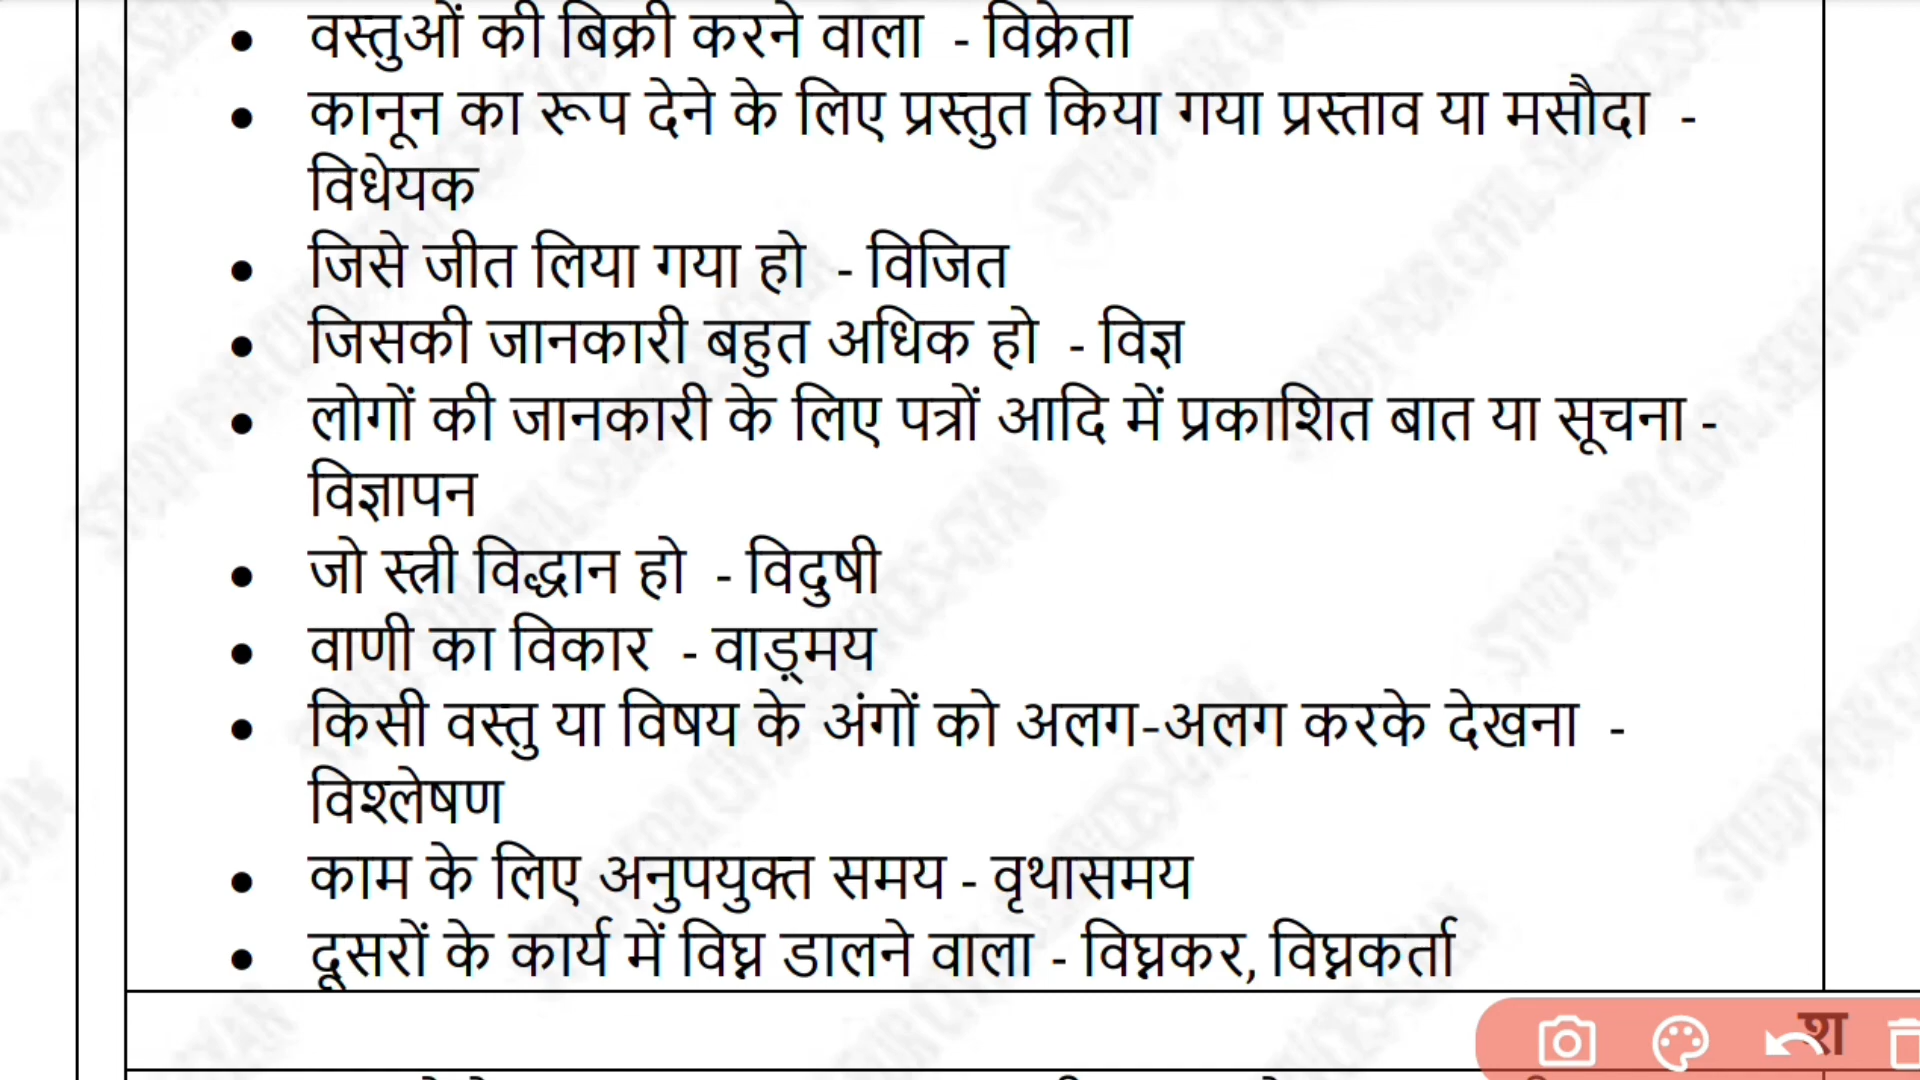 वस्तुओं की बिक्री करने वाला - विक्रेता
कानून का रूप देने के लिए प्रस्तुत किया गया प्रस्ताव या मसौदा -
विधेयक
जिसे जीत लिया गया हो - विजित
जिसकी जानकारी बहुत अधिक हो - विज्ञ
लोगों की जानकारी के लिए पत्रों आदि में प्रकाशित बात या सूचना -
विज्ञापन
जो स्त्री विद्धान हो - विदुषी
वाणी का विकार - वाड़्मय
किसी वस्तु या विषय के अंगों को अलग-अलग करके देखना -
विश्लेषण
काम के लिए अनुपयुक्त समय - वृथासमय
दूसरों के कार्य में विघ्न डालने वाला - विघ्नकर, विघ्नकर्ता
श